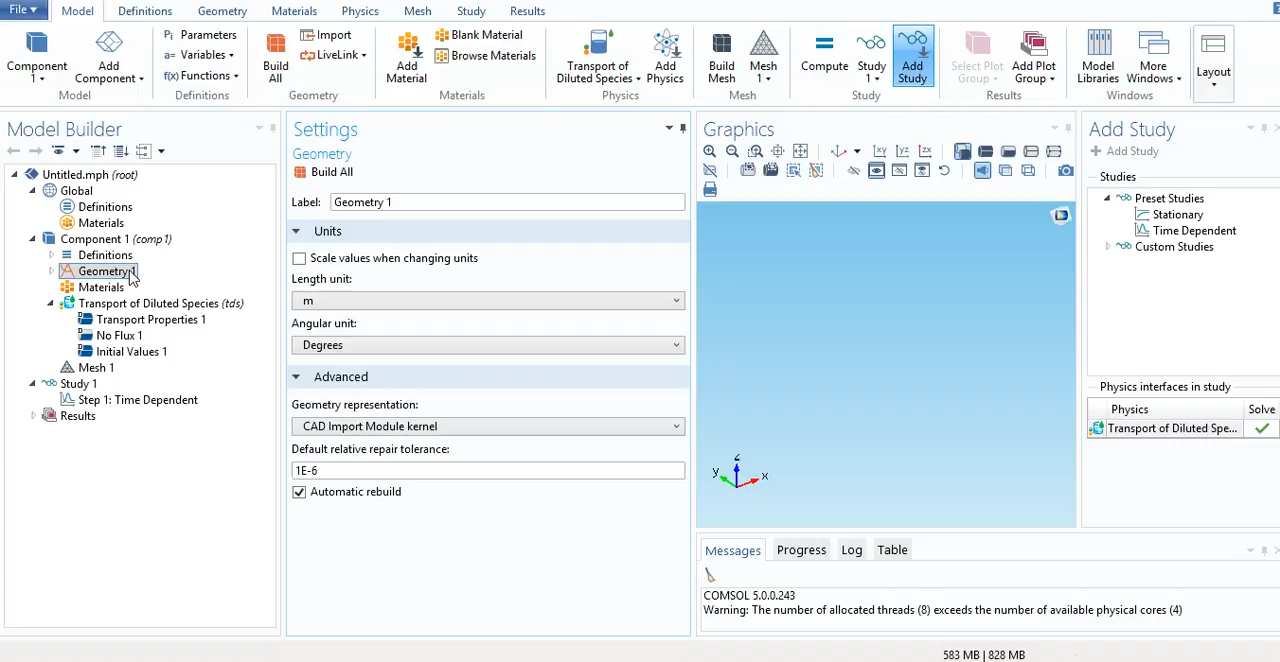 File
Model
Definitions
Geometry
Materials
Physics
Mesh
Study
Results
Component
1
Add
Component
Model
Pi Parameters
a= Variables
f(x) Functions
Definitions
Build
All
Import
LiveLink
Geometry
Add
Material
Blank Material
Browse Materials
Materials
Transport of
Diluted Species
Add
Physics
Physics
Build
Mesh
Mesh
1
Mesh
Compute
Study
1
Add
Study
Study
Select Plot
Group
Add Plot
Group
Results
Model
Libraries
More
Windows
Windows
Layout
Model Builder
Untitled.mph (root)
Global
Definitions
Materials
Component 1 (comp1)
Definitions
Geometry 1
Materials
Transport of Diluted Species (tds)
Transport Properties 1
No Flux 1
Initial Values 1
Mesh 1
Study 1
Step 1: Time Dependent
Results
Settings
Geometry
Build All
Label: Geometry 1
Units
Scale values when changing units
Length unit:
m
Angular unit:
Degrees
Advanced
Geometry representation:
CAD Import Module kernel
Default relative repair tolerance:
1E-6
Automatic rebuild
Graphics
xy
yz
zx
z
y
x
Messages
Progress
Log
Table
COMSOL 5.0.0.243
Warning: The number of allocated threads (8) exceeds the number of available physical cores (4)
Add Study
Add Study
Studies
Preset Studies
Stationary
Time Dependent
Custom Studies
Physics interfaces in study
Physics
Solve
Transport of Diluted Spe...
583 MB | 828 MB